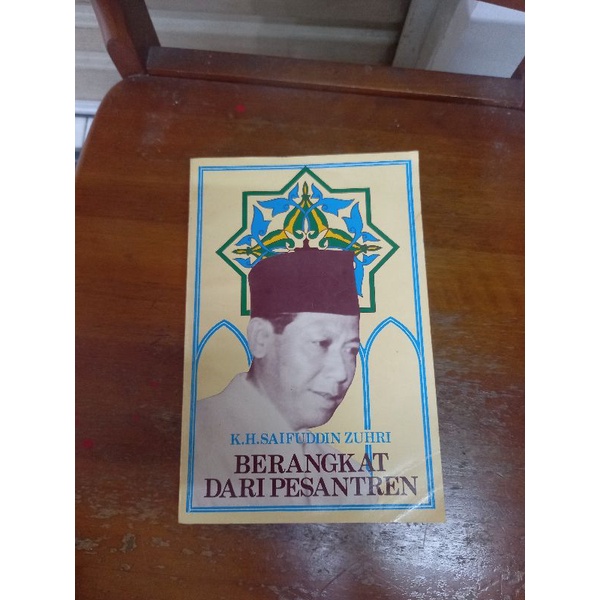 K.H.SAIFUDDIN ZUHRI
BERANGKAT
DARI PESANTREN